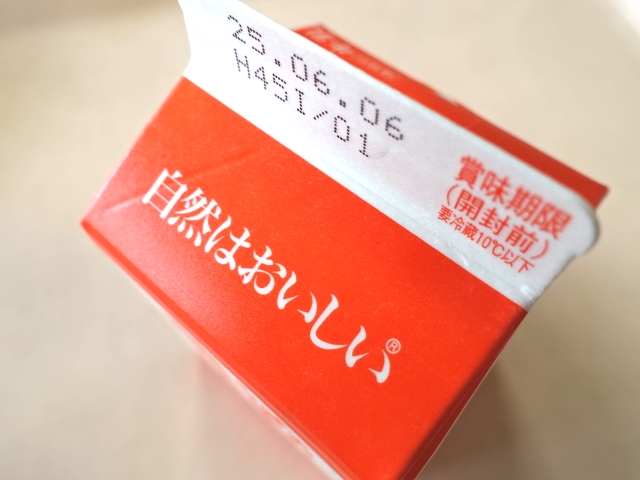 25.06.06
H45I/01
賞味期限
(開封前)
要冷蔵10℃以下
自然はおいしい®